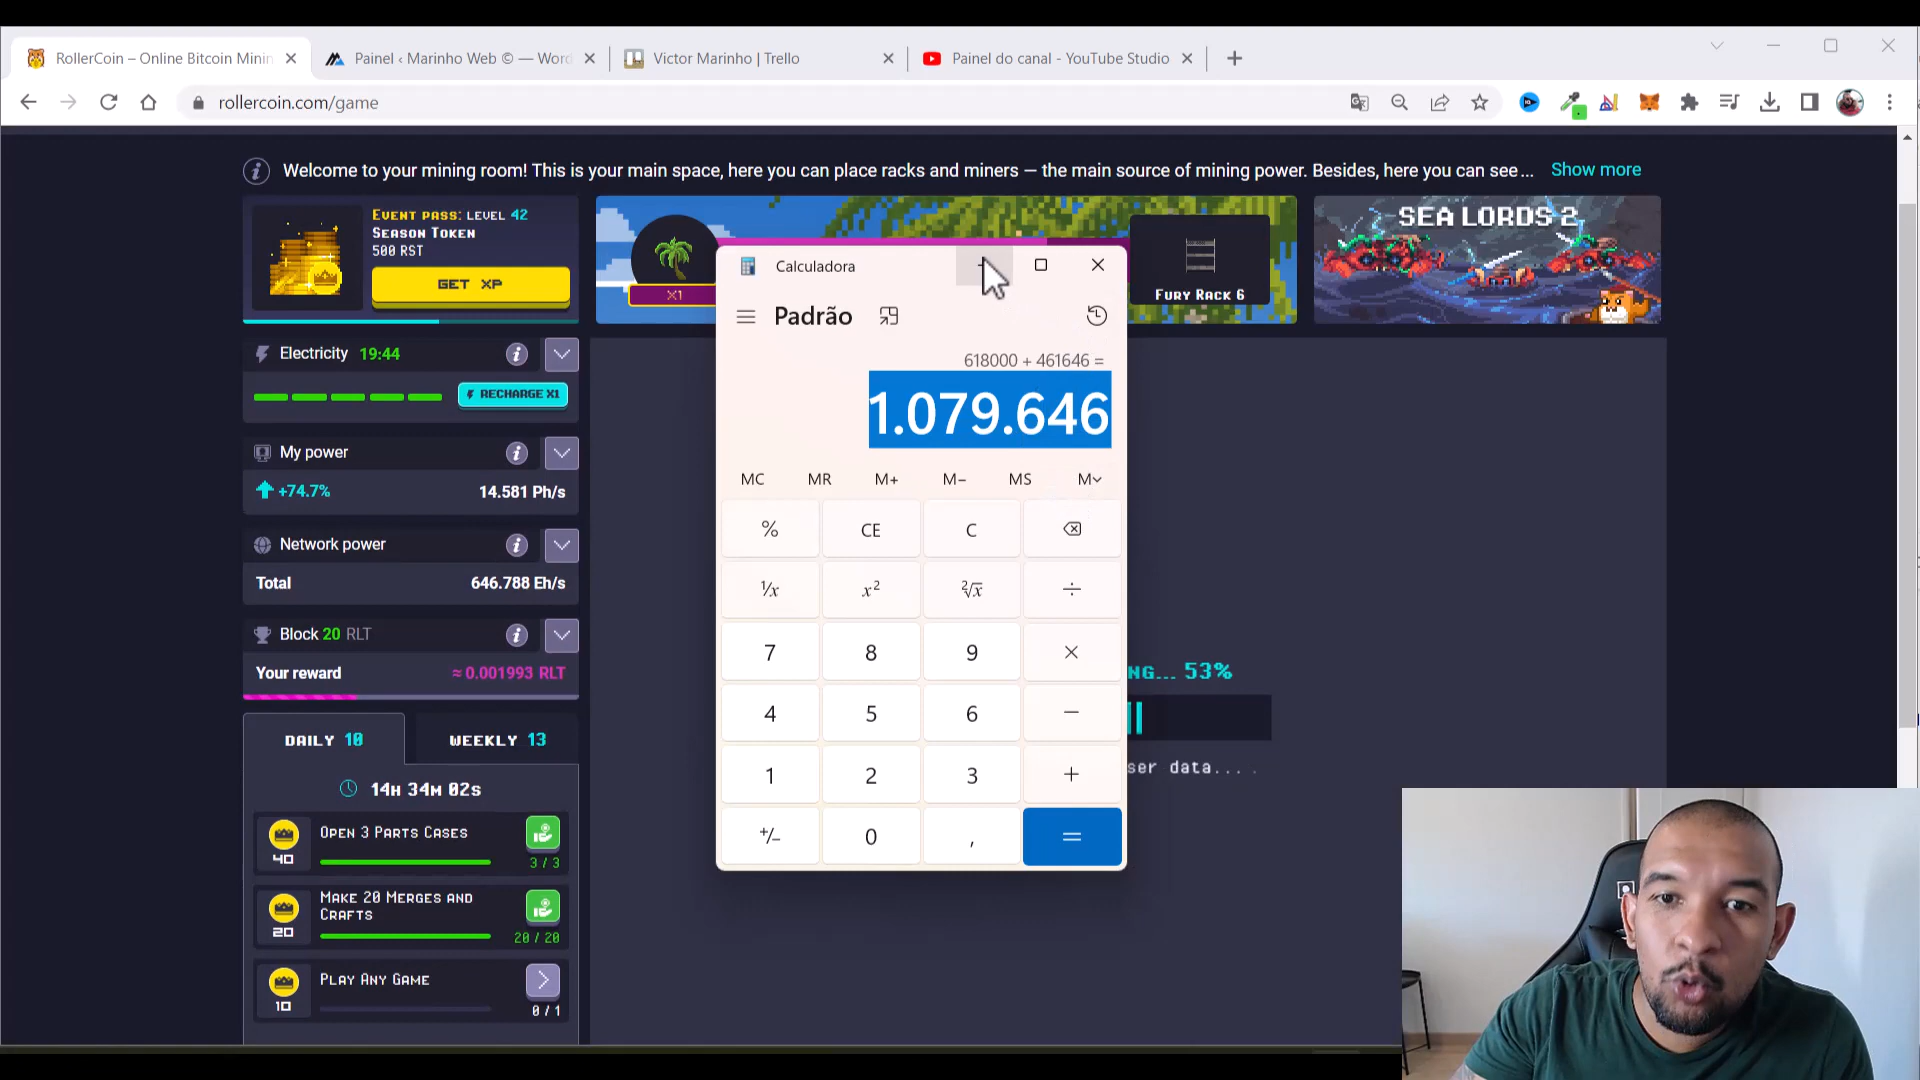 RollerCoin – Online Bitcoin Minin
Painel ‹ Marinho Web © — Word
Victor Marinho | Trello
Painel do canal - YouTube Studio
rollercoin.com/game
Welcome to your mining room! This is your main space, here you can place racks and miners — the main source of mining power. Besides, here you can see ...
Show more
EVENT PASS: LEVEL 42
SEASON TOKEN
500 RST
GET XP
X1
FURY RACK 6
SEA LORDS 2
Calculadora
Padrão
618000 + 461646 =
1.079.646
MC MR M+ M− MS M
% CE C
¹/x x² ²√x ÷
7 8 9 ×
4 5 6 −
1 2 3 +
+/− 0 , =
Electricity 19:44
RECHARGE X1
My power
+74.7% 14.581 Ph/s
Network power
Total 646.788 Eh/s
Block 20 RLT
Your reward ≈ 0.001993 RLT
DAILY 10
WEEKLY 13
14H 34M 02S
OPEN 3 PARTS CASES
40
3 / 3
MAKE 20 MERGES AND
CRAFTS
20
20 / 20
PLAY ANY GAME
10
0 / 1
NG... 53%
ser data... .